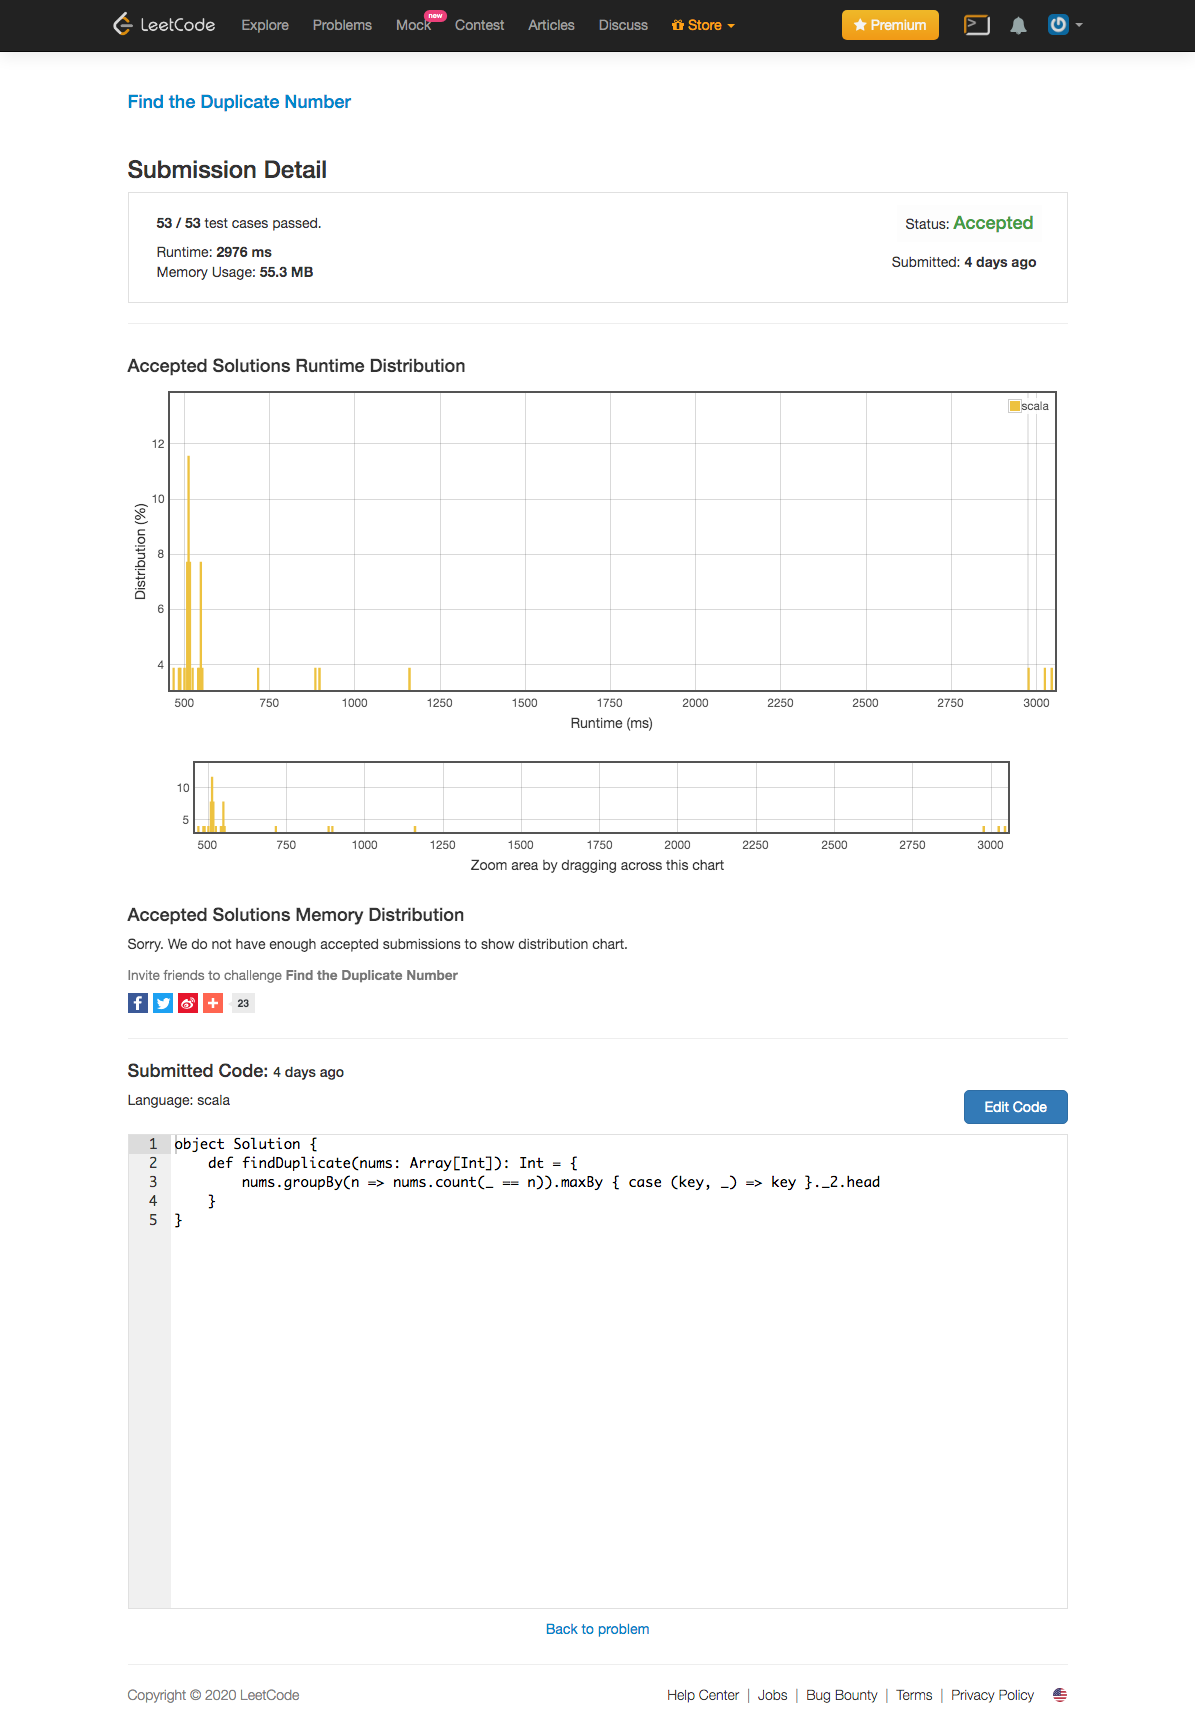 LeetCode Explore Problems Mock new Contest Articles Discuss Store Premium
Find the Duplicate Number
Submission Detail
53 / 53 test cases passed.
Status: Accepted
Runtime: 2976 ms
Submitted: 4 days ago
Memory Usage: 55.3 MB
Accepted Solutions Runtime Distribution
scala
12
10
8
6
4
Distribution (%)
500 750 1000 1250 1500 1750 2000 2250 2500 2750 3000
Runtime (ms)
10
5
500 750 1000 1250 1500 1750 2000 2250 2500 2750 3000
Zoom area by dragging across this chart
Accepted Solutions Memory Distribution
Sorry. We do not have enough accepted submissions to show distribution chart.
Invite friends to challenge Find the Duplicate Number
23
Submitted Code: 4 days ago
Language: scala
Edit Code
1 object Solution {
2 def findDuplicate(nums: Array[Int]): Int = {
3 nums.groupBy(n => nums.count(_ == n)).maxBy { case (key, _) => key }._2.head
4 }
5 }
Back to problem
Copyright © 2020 LeetCode
Help Center | Jobs | Bug Bounty | Terms | Privacy Policy